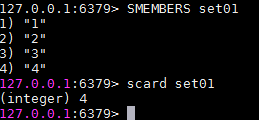 127.0.0.1:6379> SMEMBERS set01
1) "1"
2) "2"
3) "3"
4) "4"
127.0.0.1:6379> scard set01
(integer) 4
127.0.0.1:6379>